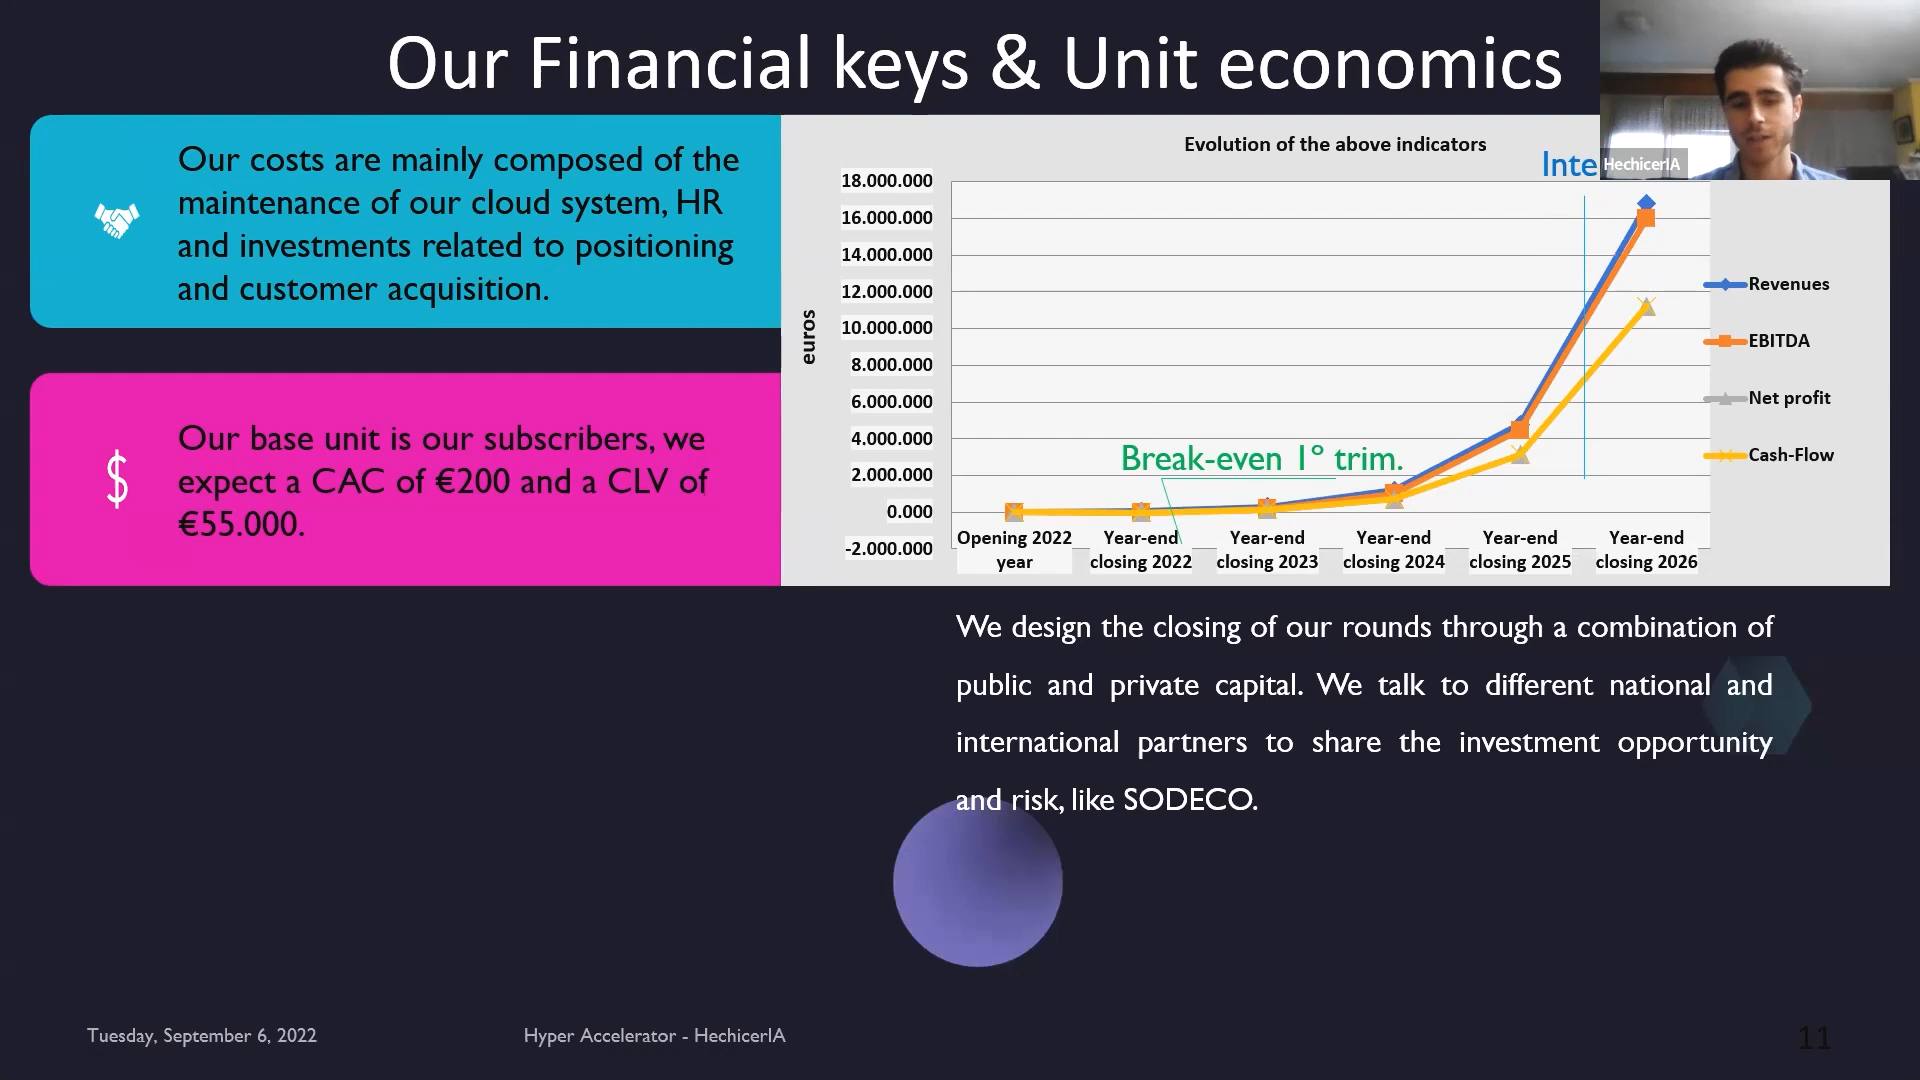 Our Financial keys & Unit economics
Our costs are mainly composed of the
maintenance of our cloud system, HR
and investments related to positioning
and customer acquisition.
Our base unit is our subscribers, we
expect a CAC of €200 and a CLV of
€55.000.
Evolution of the above indicators
Inte
HechicerIA
euros
18.000.000
16.000.000
14.000.000
12.000.000
10.000.000
8.000.000
6.000.000
4.000.000
2.000.000
0.000
-2.000.000
Break-even 1º trim.
Opening 2022
year
Year-end
closing 2022
Year-end
closing 2023
Year-end
closing 2024
Year-end
closing 2025
Year-end
closing 2026
Revenues
EBITDA
Net profit
Cash-Flow
We design the closing of our rounds through a combination of
public and private capital. We talk to different national and
international partners to share the investment opportunity
and risk, like SODECO.
Tuesday, September 6, 2022
Hyper Accelerator - HechicerIA
11